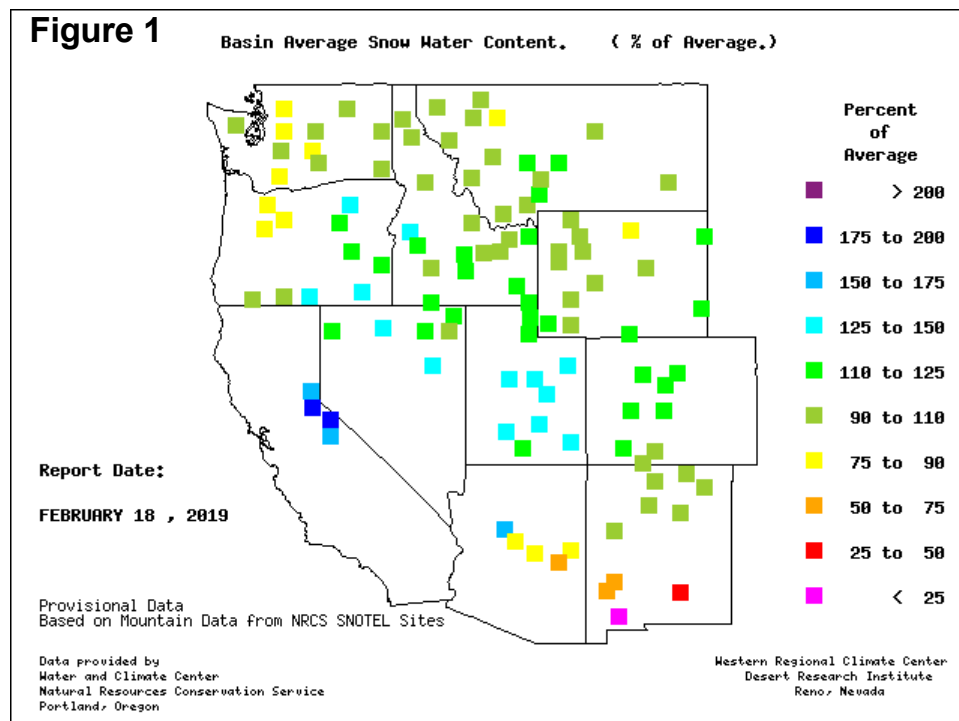 Figure 1
Basin Average Snow Water Content. ( % of Average.)
Percent
of
Average
> 200
175 to 200
150 to 175
125 to 150
110 to 125
90 to 110
75 to 90
50 to 75
25 to 50
< 25
Report Date:
FEBRUARY 18 , 2019
Provisional Data
Based on Mountain Data from NRCS SNOTEL Sites
Data provided by
Water and Climate Center
Natural Resources Conservation Service
Portland, Oregon
Western Regional Climate Center
Desert Research Institute
Reno, Nevada